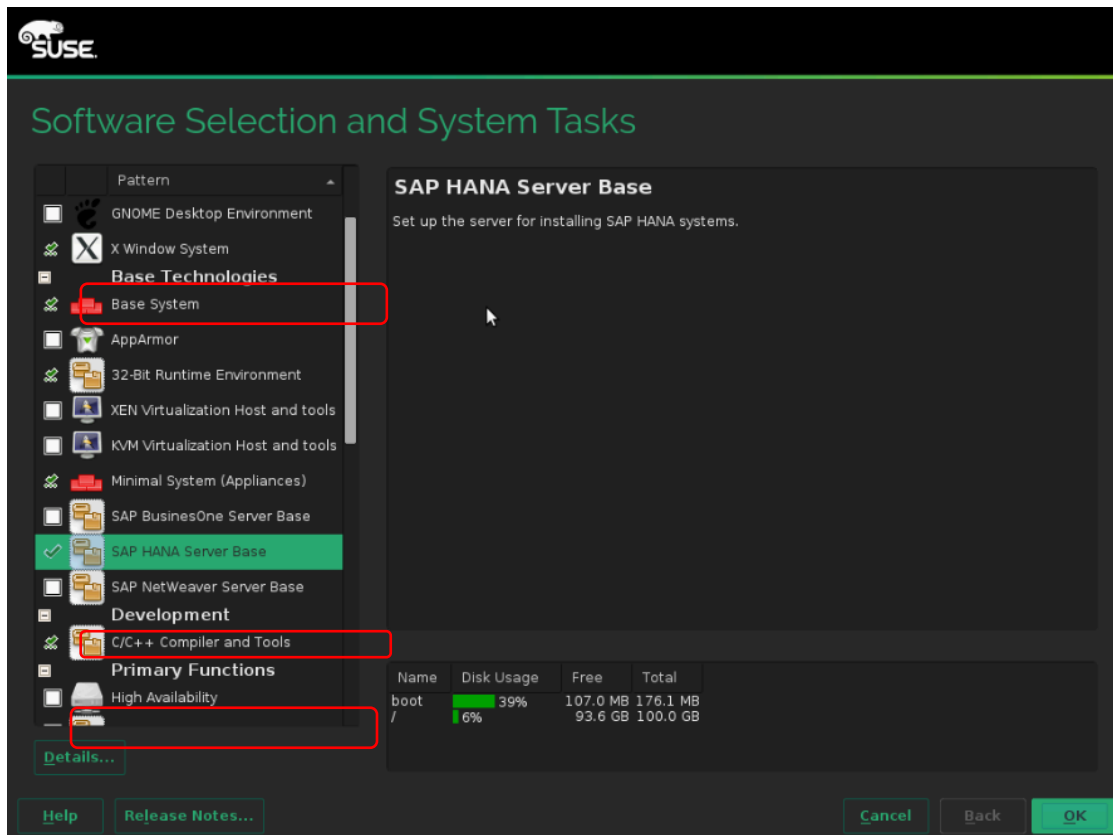 SUSE.
Software Selection and System Tasks
Pattern
GNOME Desktop Environment
X Window System
Base Technologies
Base System
AppArmor
32-Bit Runtime Environment
XEN Virtualization Host and tools
KVM Virtualization Host and tools
Minimal System (Appliances)
SAP BusinesOne Server Base
SAP HANA Server Base
SAP NetWeaver Server Base
Development
C/C++ Compiler and Tools
Primary Functions
High Availability
SAP HANA Server Base
Set up the server for installing SAP HANA systems.
Name Disk Usage Free Total
boot 39% 107.0 MB 176.1 MB
/ 6% 93.6 GB 100.0 GB
Details...
Help Release Notes... Cancel Back OK